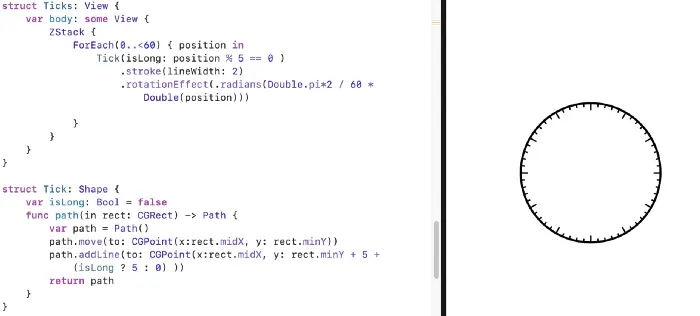 struct Ticks: View {
    var body: some View {
        ZStack {
            ForEach(0..<60) { position in
                Tick(isLong: position % 5 == 0 )
                    .stroke(lineWidth: 2)
                    .rotationEffect(.radians(Double.pi*2 / 60 *
                        Double(position)))

            }
        }
    }
}

struct Tick: Shape {
    var isLong: Bool = false
    func path(in rect: CGRect) -> Path {
        var path = Path()
        path.move(to: CGPoint(x:rect.midX, y: rect.minY))
        path.addLine(to: CGPoint(x:rect.midX, y: rect.minY + 5 +
            (isLong ? 5 : 0) ))
        return path
    }
}